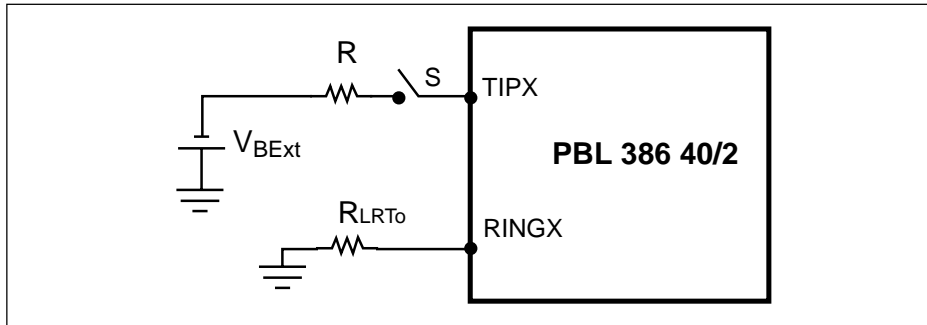 R
S
TIPX
VBExt
PBL 386 40/2
RLRTo
RINGX